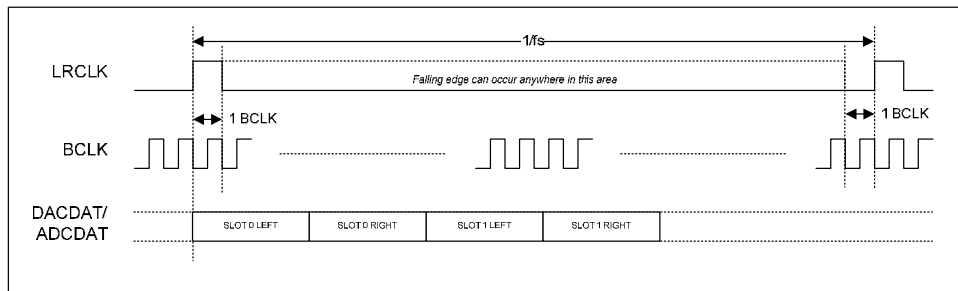 1/fs
LRCLK
Falling edge can occur anywhere in this area
1 BCLK
1 BCLK
BCLK
DACDAT/
ADCDAT
SLOT 0 LEFT
SLOT 0 RIGHT
SLOT 1 LEFT
SLOT 1 RIGHT